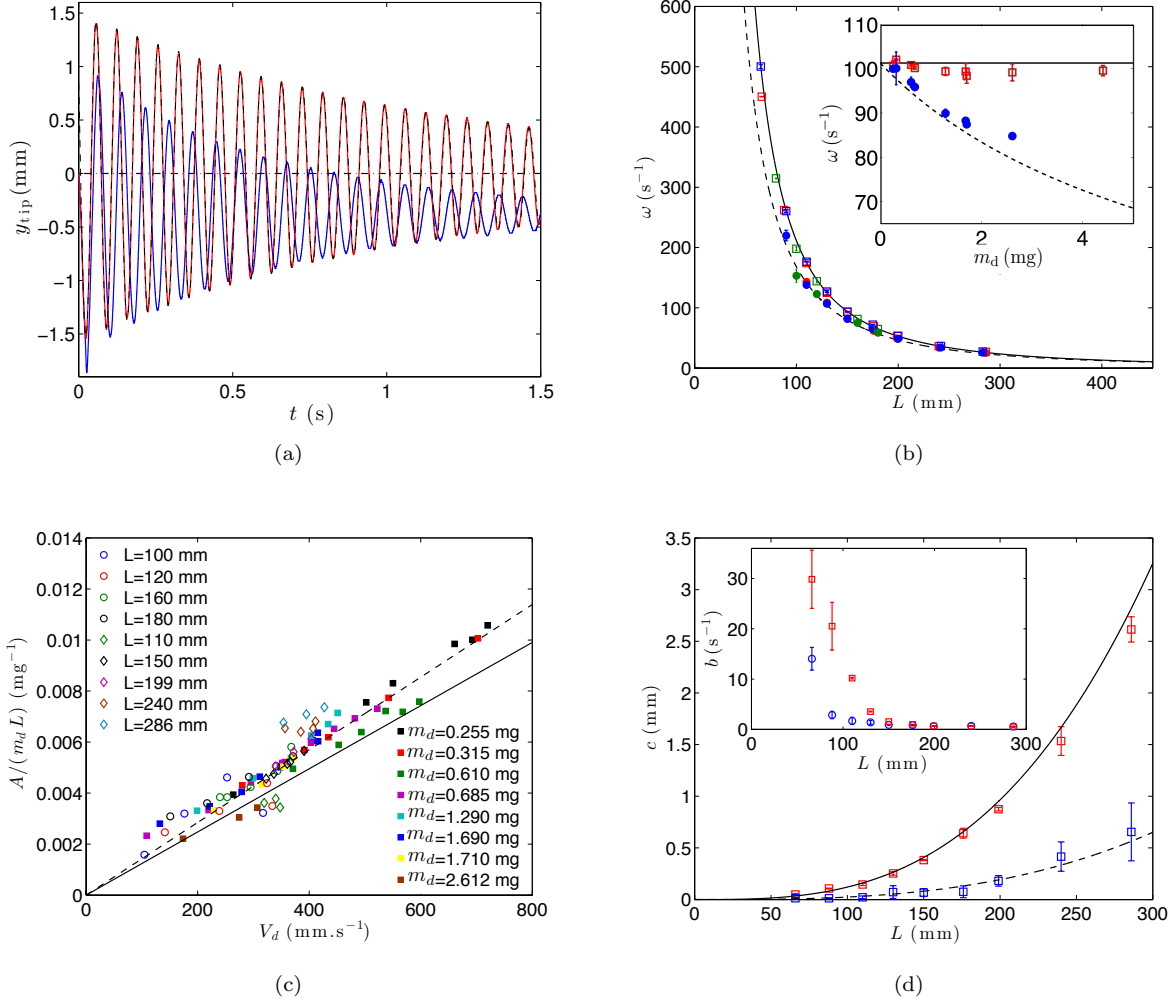 1.5
1
0.5
0
−0.5
−1
−1.5
0
0.5
1
1.5
y_tip (mm)
t (s)
(a)
600
500
400
300
200
100
0
0
100
200
300
400
ω (s⁻¹)
L (mm)
110
100
90
80
70
0
2
4
ω (s⁻¹)
m_d (mg)
(b)
0.014
0.012
0.01
0.008
0.006
0.004
0.002
0
0
200
400
600
800
A/(m_d L) (mg⁻¹)
V_d (mm.s⁻¹)
L=100 mm
L=120 mm
L=160 mm
L=180 mm
L=110 mm
L=150 mm
L=199 mm
L=240 mm
L=286 mm
m_d=0.255 mg
m_d=0.315 mg
m_d=0.610 mg
m_d=0.685 mg
m_d=1.290 mg
m_d=1.690 mg
m_d=1.710 mg
m_d=2.612 mg
(c)
3.5
3
2.5
2
1.5
1
0.5
0
0
50
100
150
200
250
300
c (mm)
L (mm)
30
20
10
0
0
100
200
300
b (s⁻¹)
L (mm)
(d)